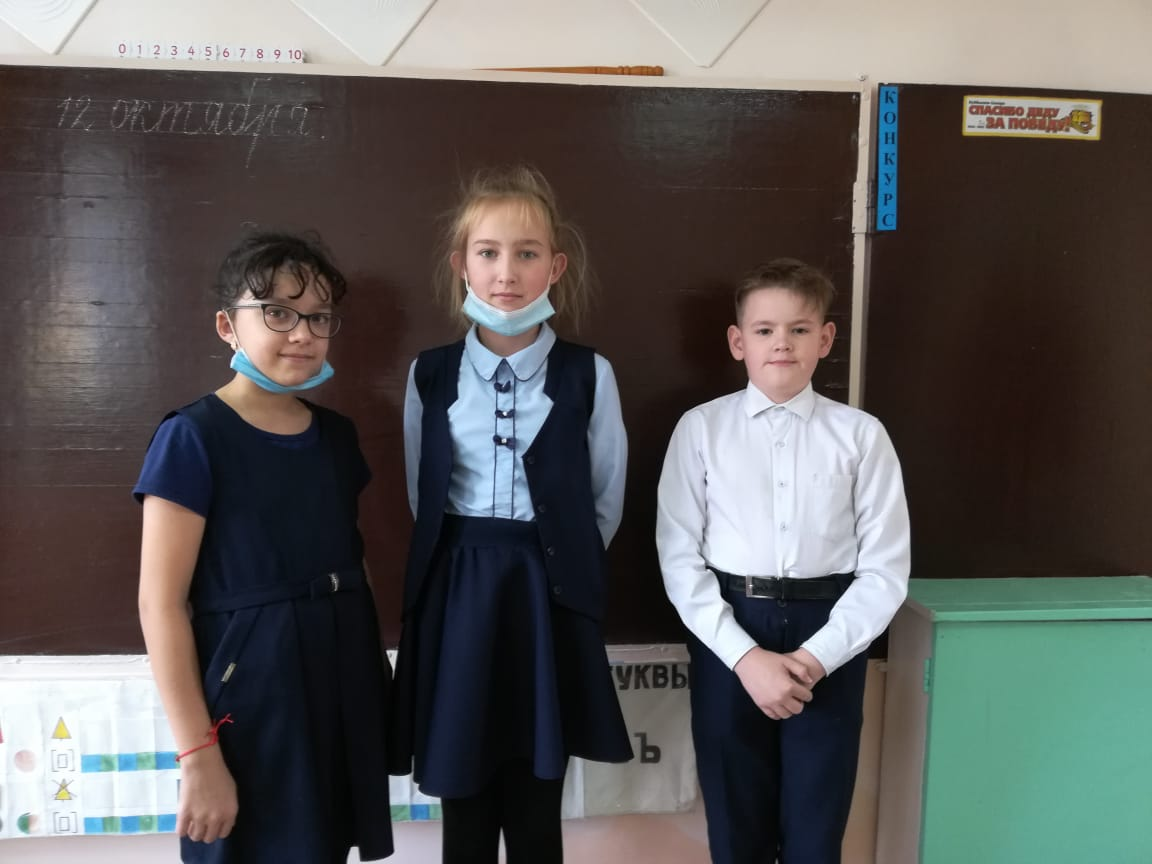 0 1 2 3 4 5 6 7 8 9 10
12 октября.
КОНКУРС
СПАСИБО ДЕДУ
ЗА ПОБЕДУ!
УКВЫ
Ъ